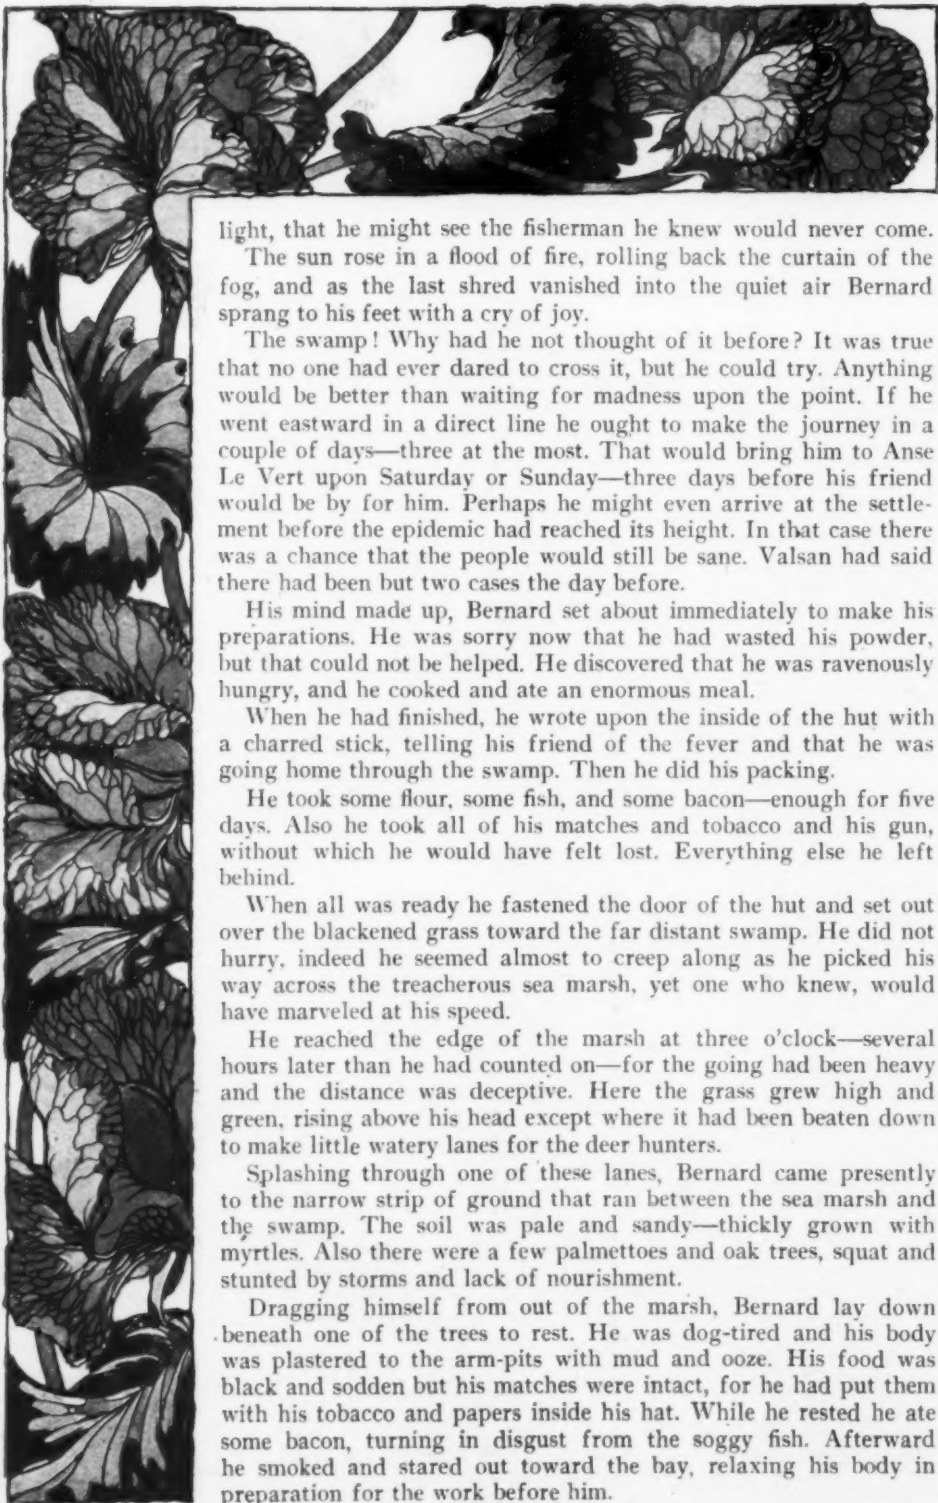 light, that he might see the fisherman he knew would never come.
The sun rose in a flood of fire, rolling back the curtain of the
fog, and as the last shred vanished into the quiet air Bernard
sprang to his feet with a cry of joy.
The swamp! Why had he not thought of it before? It was true
that no one had ever dared to cross it, but he could try. Anything
would be better than waiting for madness upon the point. If he
went eastward in a direct line he ought to make the journey in a
couple of days—three at the most. That would bring him to Anse
Le Vert upon Saturday or Sunday—three days before his friend
would be by for him. Perhaps he might even arrive at the settle-
ment before the epidemic had reached its height. In that case there
was a chance that the people would still be sane. Valsan had said
there had been but two cases the day before.
His mind made up, Bernard set about immediately to make his
preparations. He was sorry now that he had wasted his powder,
but that could not be helped. He discovered that he was ravenously
hungry, and he cooked and ate an enormous meal.
When he had finished, he wrote upon the inside of the hut with
a charred stick, telling his friend of the fever and that he was
going home through the swamp. Then he did his packing.
He took some flour, some fish, and some bacon—enough for five
days. Also he took all of his matches and tobacco and his gun,
without which he would have felt lost. Everything else he left
behind.
When all was ready he fastened the door of the hut and set out
over the blackened grass toward the far distant swamp. He did not
hurry, indeed he seemed almost to creep along as he picked his
way across the treacherous sea marsh, yet one who knew, would
have marveled at his speed.
He reached the edge of the marsh at three o'clock—several
hours later than he had counted on—for the going had been heavy
and the distance was deceptive. Here the grass grew high and
green, rising above his head except where it had been beaten down
to make little watery lanes for the deer hunters.
Splashing through one of these lanes, Bernard came presently
to the narrow strip of ground that ran between the sea marsh and
the swamp. The soil was pale and sandy—thickly grown with
myrtles. Also there were a few palmettoes and oak trees, squat and
stunted by storms and lack of nourishment.
Dragging himself from out of the marsh, Bernard lay down
beneath one of the trees to rest. He was dog-tired and his body
was plastered to the arm-pits with mud and ooze. His food was
black and sodden but his matches were intact, for he had put them
with his tobacco and papers inside his hat. While he rested he ate
some bacon, turning in disgust from the soggy fish. Afterward
he smoked and stared out toward the bay, relaxing his body in
preparation for the work before him.